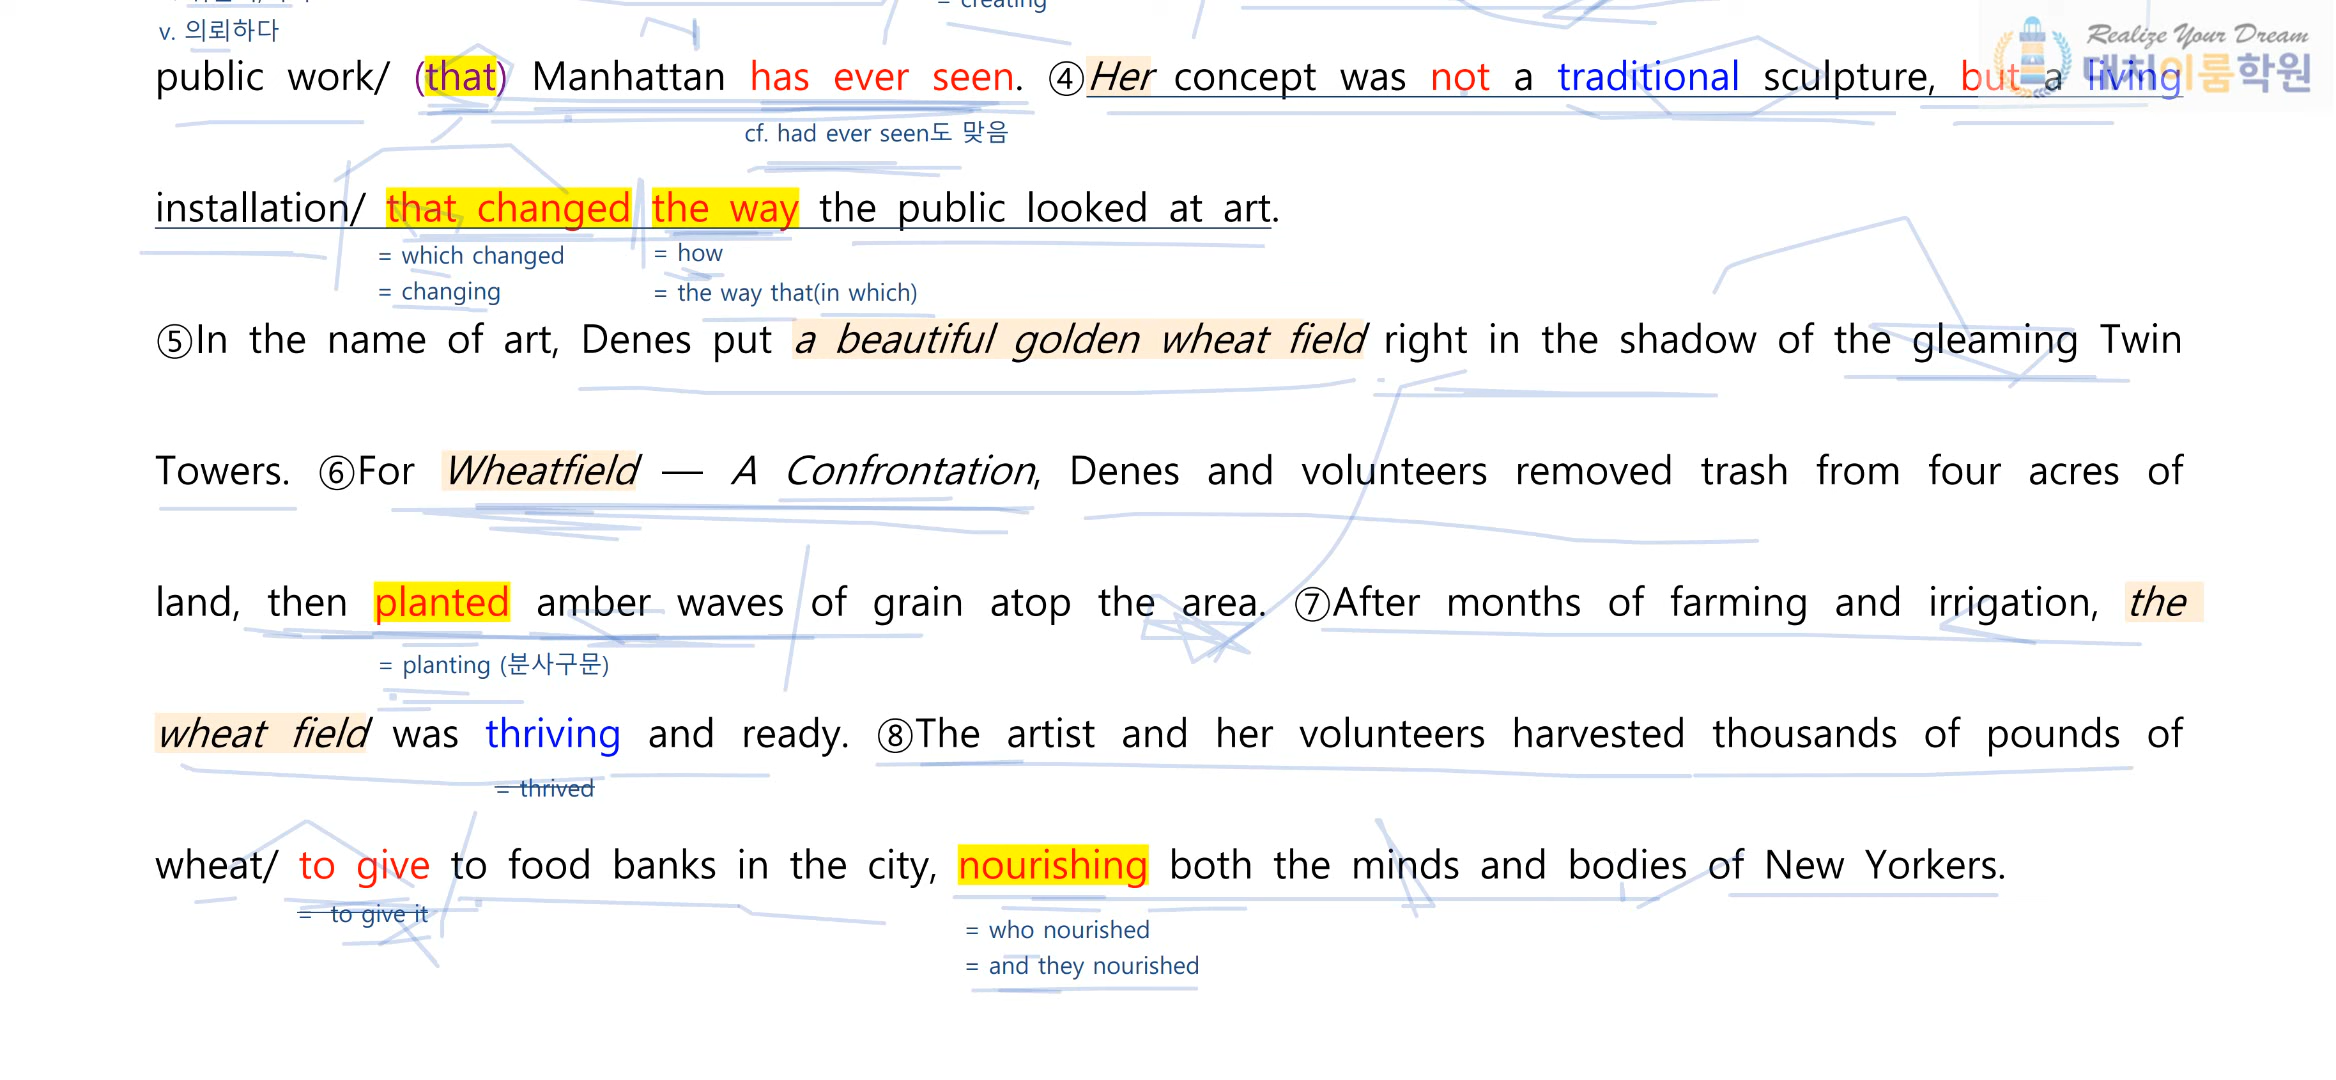 = creating
v. 의뢰하다
Realize Your Dream
대치이룸학원
public work/ (that) Manhattan has ever seen. ④Her concept was not a traditional sculpture, but a living
cf. had ever seen도 맞음
installation/ that changed the way the public looked at art.
= which changed = how
= changing = the way that(in which)
⑤In the name of art, Denes put a beautiful golden wheat field right in the shadow of the gleaming Twin
Towers. ⑥For Wheatfield — A Confrontation, Denes and volunteers removed trash from four acres of
land, then planted amber waves of grain atop the area. ⑦After months of farming and irrigation, the
= planting (분사구문)
wheat field was thriving and ready. ⑧The artist and her volunteers harvested thousands of pounds of
= thrived
wheat/ to give to food banks in the city, nourishing both the minds and bodies of New Yorkers.
= to give it
= who nourished
= and they nourished